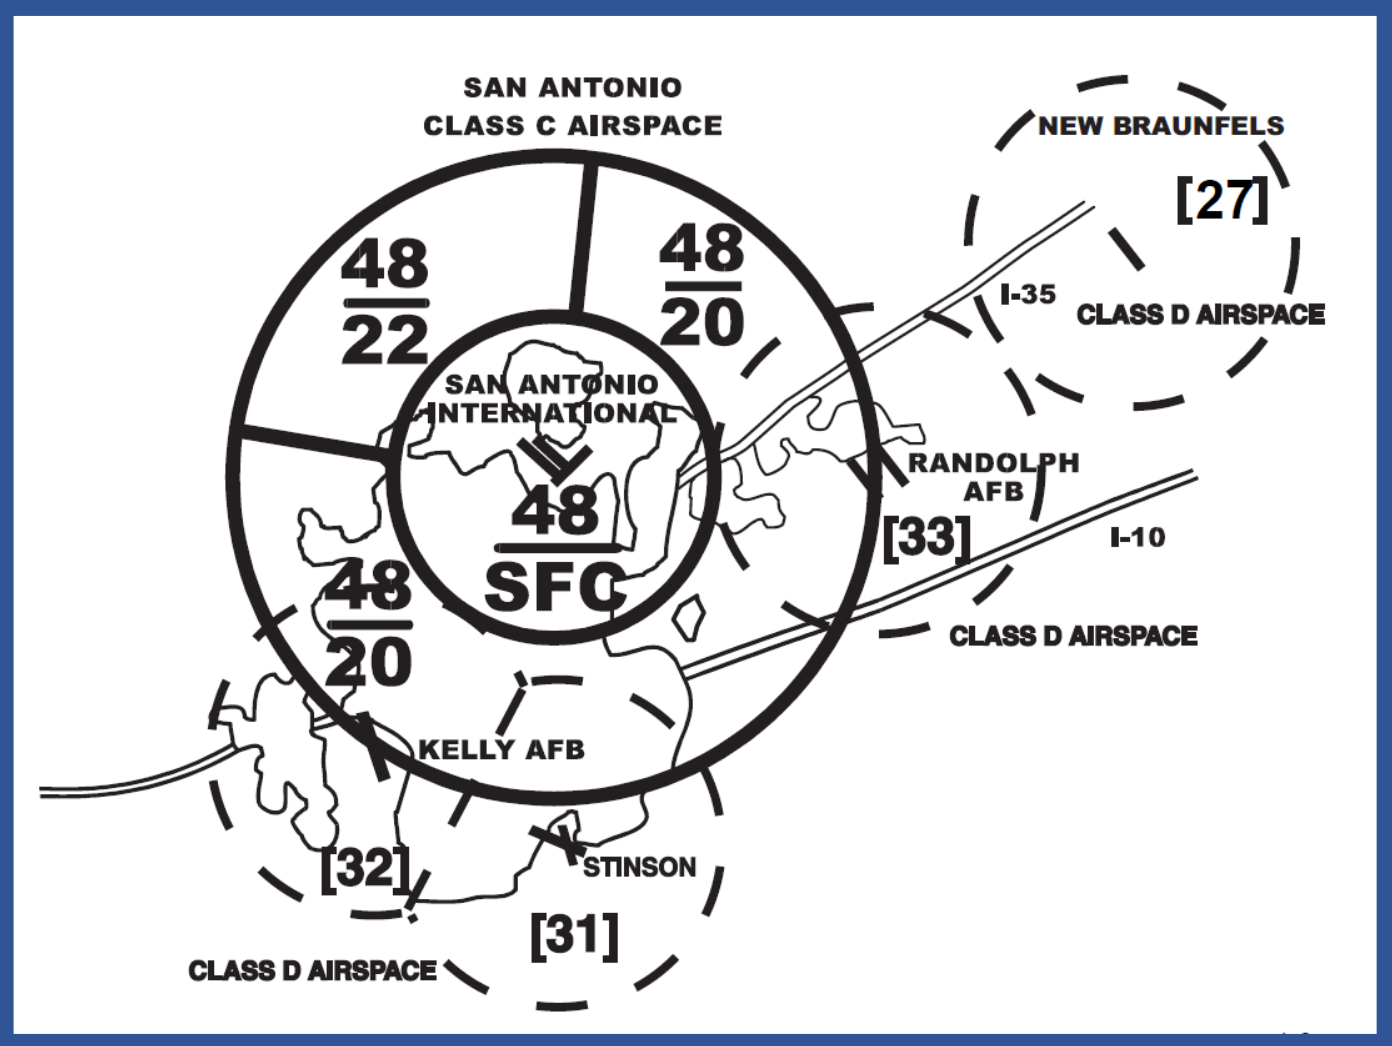 SAN ANTONIO
CLASS C AIRSPACE
NEW BRAUNFELS
[27]
48
22
48
20
I-35
CLASS D AIRSPACE
SAN ANTONIO
INTERNATIONAL
48
SFC
RANDOLPH
AFB
[33]
I-10
CLASS D AIRSPACE
48
20
KELLY AFB
[32]
STINSON
[31]
CLASS D AIRSPACE